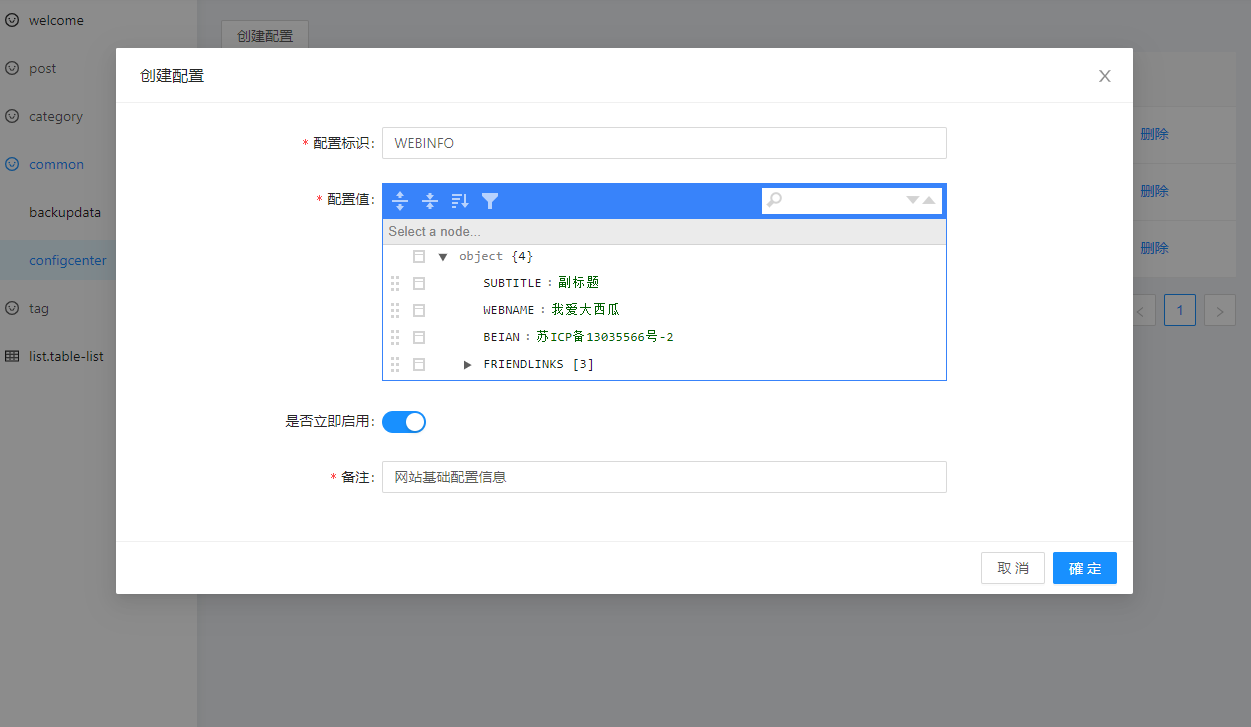 welcome
post
category
common
backupdata
configcenter
tag
list.table-list
创建配置
创建配置
X
* 配置标识:
WEBINFO
* 配置值:
Select a node...
object {4}
SUBTITLE : 副标题
WEBNAME : 我爱大西瓜
BEIAN : 苏ICP备13035566号-2
FRIENDLINKS [3]
是否立即启用:
* 备注:
网站基础配置信息
取 消
確 定
删除
删除
删除
< 1 >